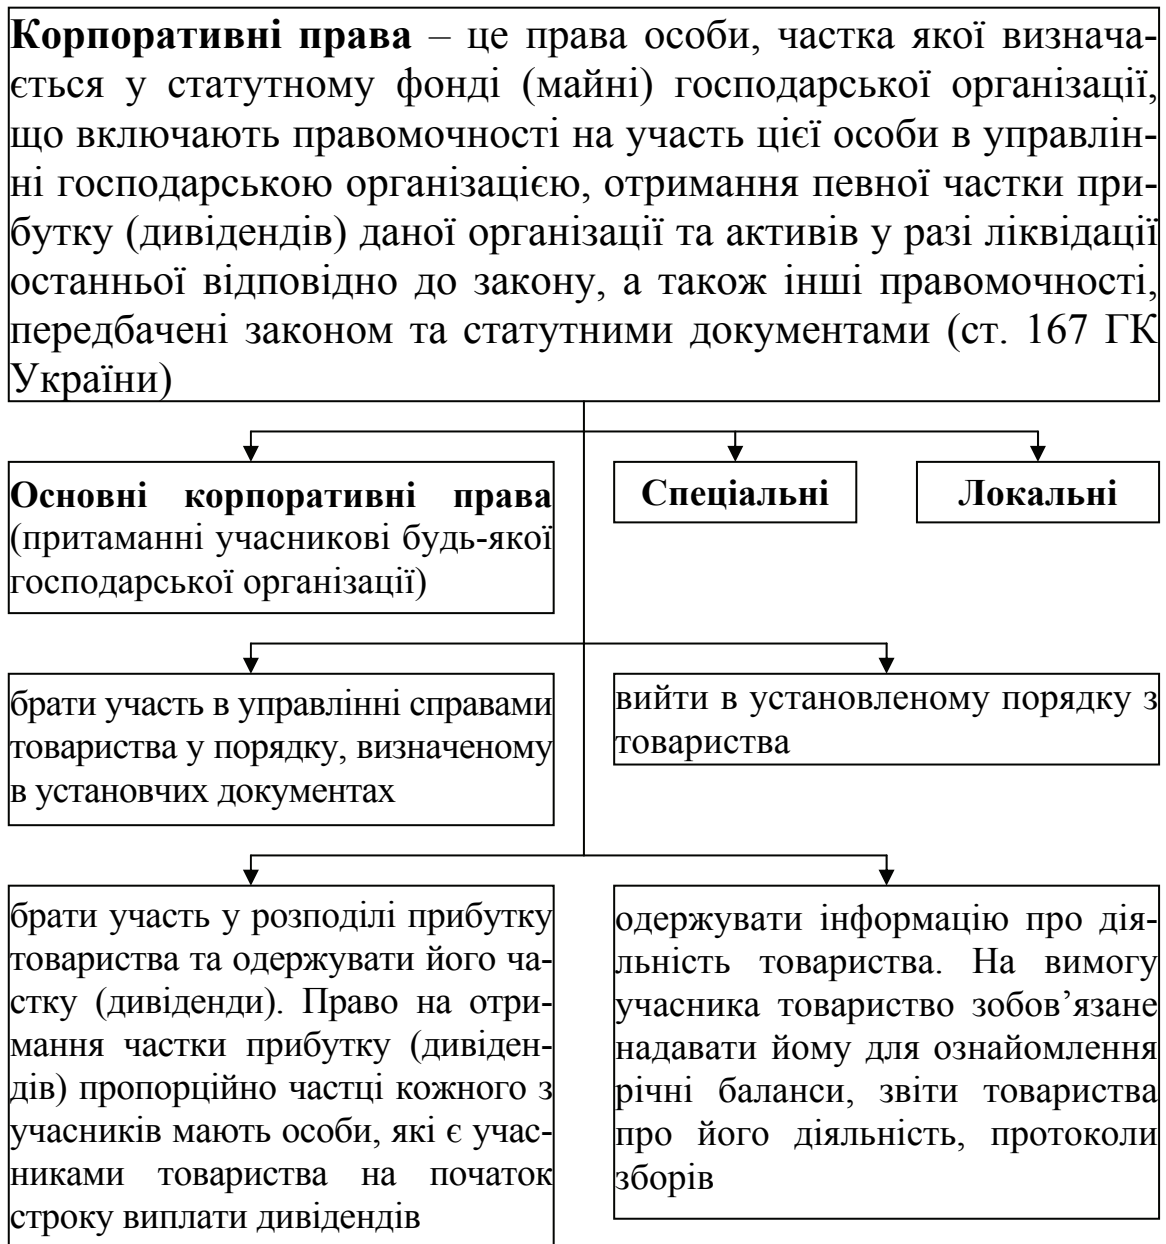 Корпоративні права – це права особи, частка якої визнача-
ється у статутному фонді (майні) господарської організації,
що включають правомочності на участь цієї особи в управлін-
ні господарською організацією, отримання певної частки при-
бутку (дивідендів) даної організації та активів у разі ліквідації
останньої відповідно до закону, а також інші правомочності,
передбачені законом та статутними документами (ст. 167 ГК
України)
Основні корпоративні права
(притаманні учасникові будь-якої
господарської організації)
Спеціальні
Локальні
брати участь в управлінні справами
товариства у порядку, визначеному
в установчих документах
вийти в установленому порядку з
товариства
брати участь у розподілі прибутку
товариства та одержувати його ча-
стку (дивіденди). Право на отри-
мання частки прибутку (дивіден-
дів) пропорційно частці кожного з
учасників мають особи, які є учас-
никами товариства на початок
строку виплати дивідендів
одержувати інформацію про дія-
льність товариства. На вимогу
учасника товариство зобов’язане
надавати йому для ознайомлення
річні баланси, звіти товариства
про його діяльність, протоколи
зборів